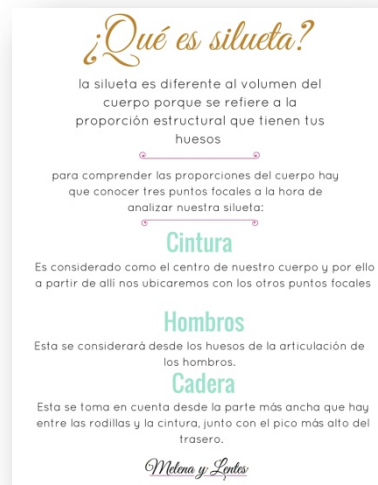 ¿Qué es silueta?
la silueta es diferente al volumen del
cuerpo porque se refiere a la
proporción estructural que tienen tus
huesos
para comprender las proporciones del cuerpo hay
que conocer tres puntos focales a la hora de
analizar nuestra silueta:
Cintura
Es considerado como el centro de nuestro cuerpo y por ello
a partir de allí nos ubicaremos con los otros puntos focales
Hombros
Esta se considerará desde los huesos de la articulación de
los hombros.
Cadera
Esta se toma en cuenta desde la parte más ancha que hay
entre las rodillas y la cintura, junto con el pico más alto del
trasero.
Melena y Lentes